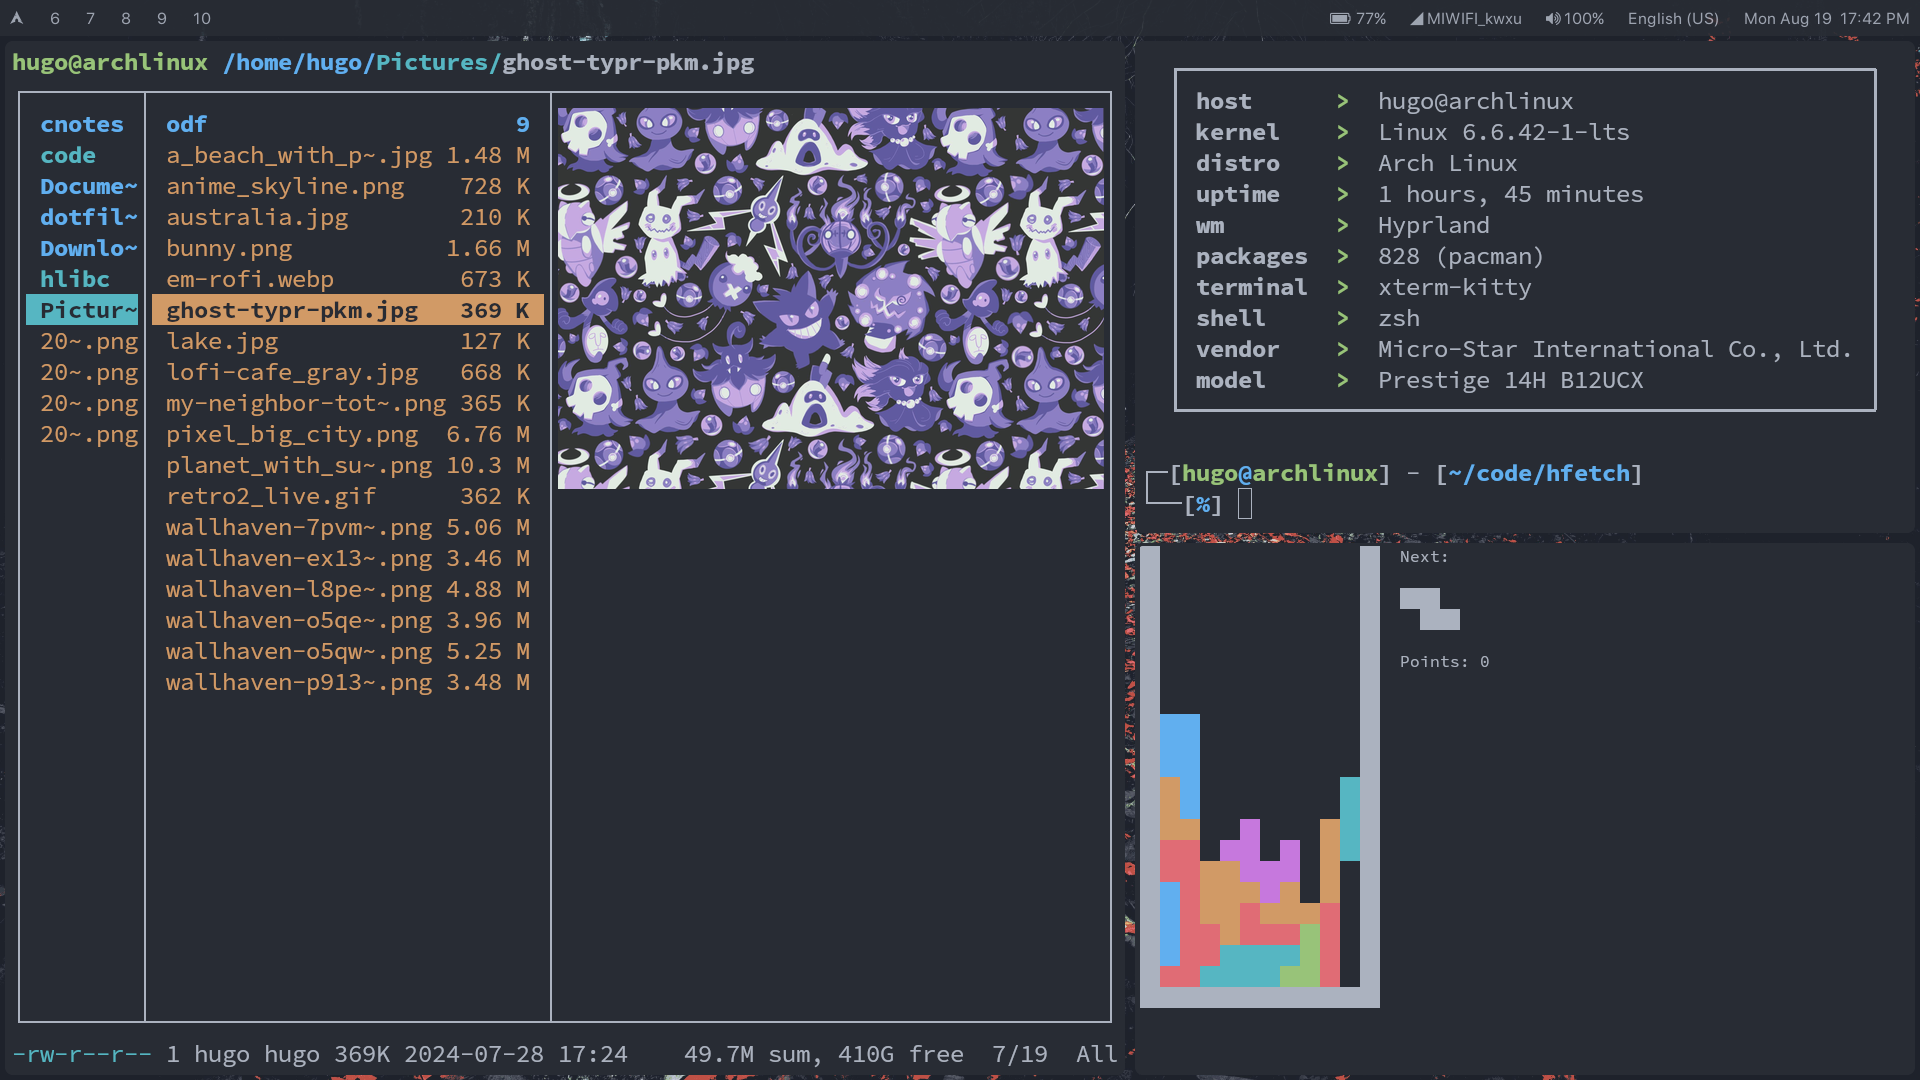 6 7 8 9 10 77% MIWIFI_kwxu 100% English (US) Mon Aug 19 17:42 PM
hugo@archlinux /home/hugo/Pictures/ghost-typr-pkm.jpg
cnotes
code
Docume~
dotfil~
Downlo~
hlibc
Pictur~
20~.png
20~.png
20~.png
20~.png
odf 9
a_beach_with_p~.jpg 1.48 M
anime_skyline.png 728 K
australia.jpg 210 K
bunny.png 1.66 M
em-rofi.webp 673 K
ghost-typr-pkm.jpg 369 K
lake.jpg 127 K
lofi-cafe_gray.jpg 668 K
my-neighbor-tot~.png 365 K
pixel_big_city.png 6.76 M
planet_with_su~.png 10.3 M
retro2_live.gif 362 K
wallhaven-7pvm~.png 5.06 M
wallhaven-ex13~.png 3.46 M
wallhaven-l8pe~.png 4.88 M
wallhaven-o5qe~.png 3.96 M
wallhaven-o5qw~.png 5.25 M
wallhaven-p913~.png 3.48 M
-rw-r--r-- 1 hugo hugo 369K 2024-07-28 17:24 49.7M sum, 410G free 7/19 All
host > hugo@archlinux
kernel > Linux 6.6.42-1-lts
distro > Arch Linux
uptime > 1 hours, 45 minutes
wm > Hyprland
packages > 828 (pacman)
terminal > xterm-kitty
shell > zsh
vendor > Micro-Star International Co., Ltd.
model > Prestige 14H B12UCX
[hugo@archlinux] - [~/code/hfetch]
[%]
Next:
Points: 0